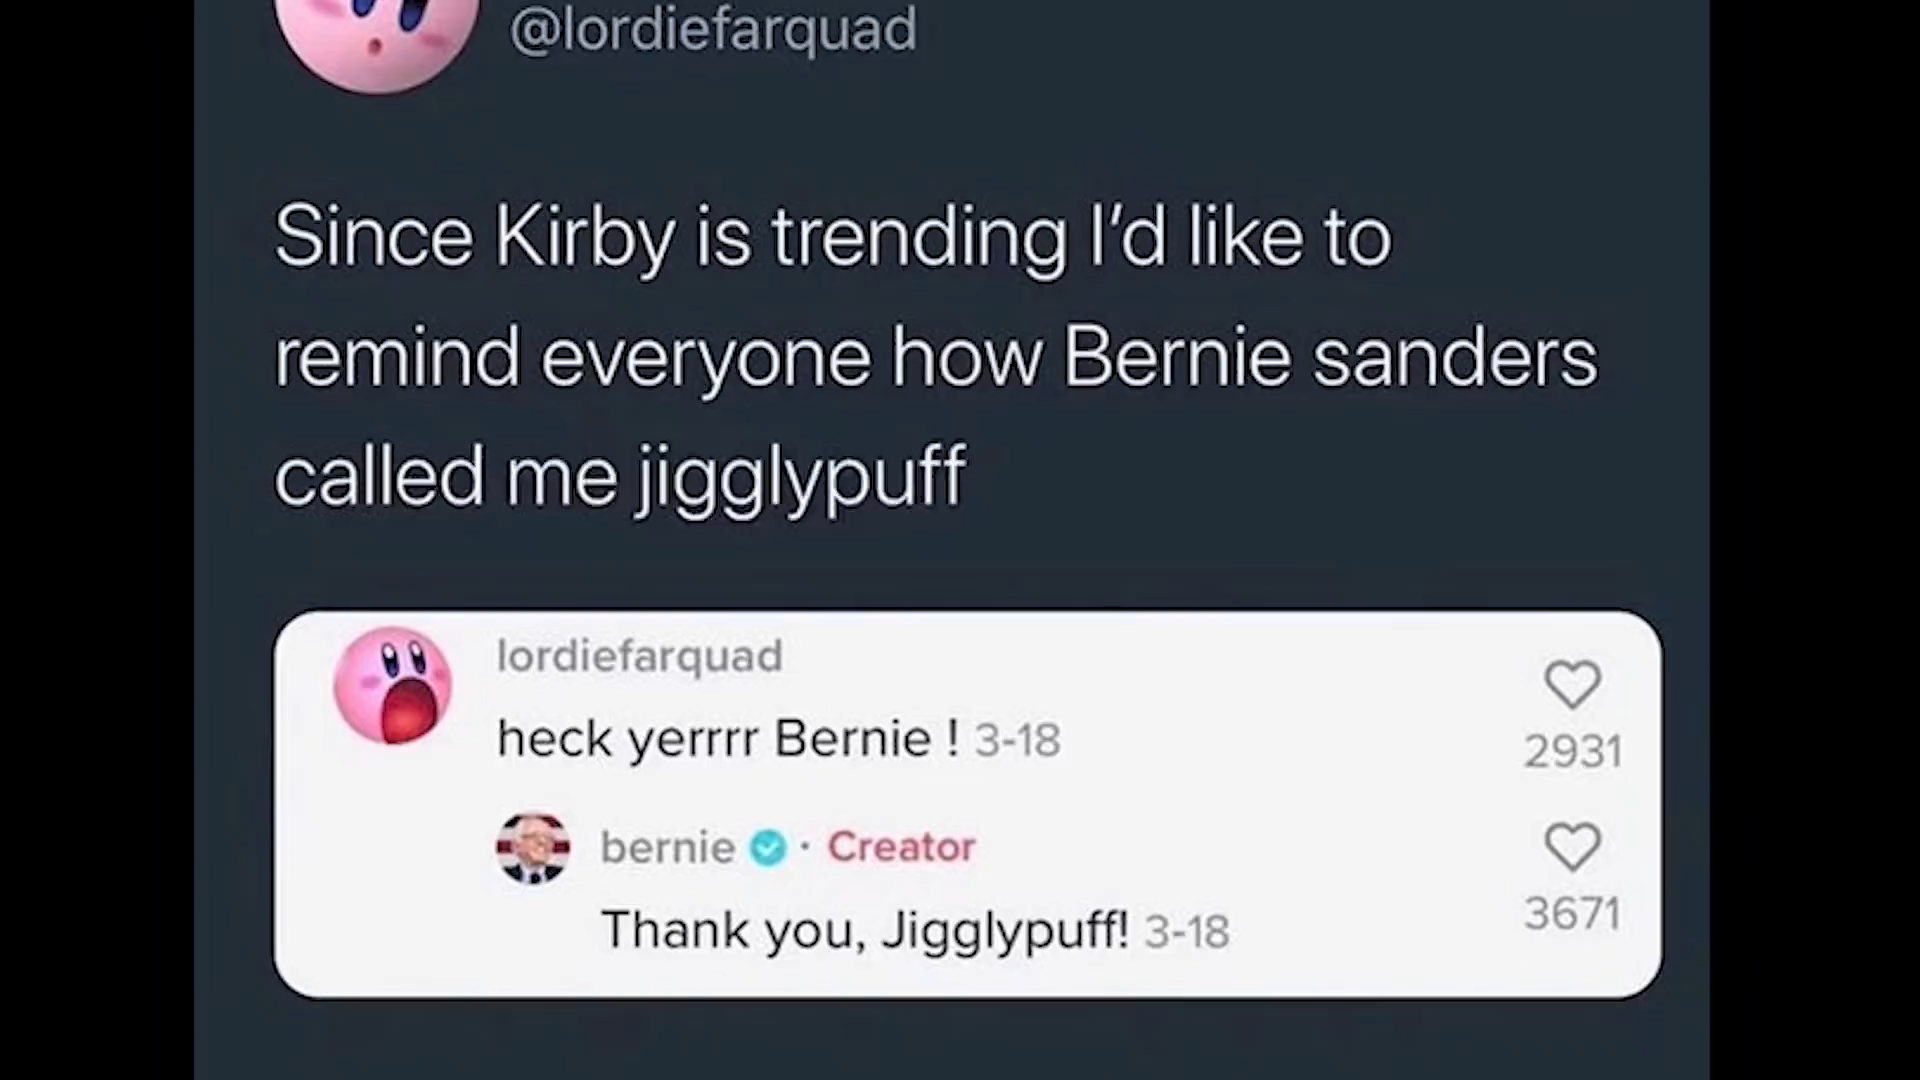 @lordiefarquad
Since Kirby is trending I'd like to
remind everyone how Bernie sanders
called me jigglypuff
lordiefarquad
heck yerrrr Bernie ! 3-18
2931
bernie · Creator
Thank you, Jigglypuff! 3-18
3671